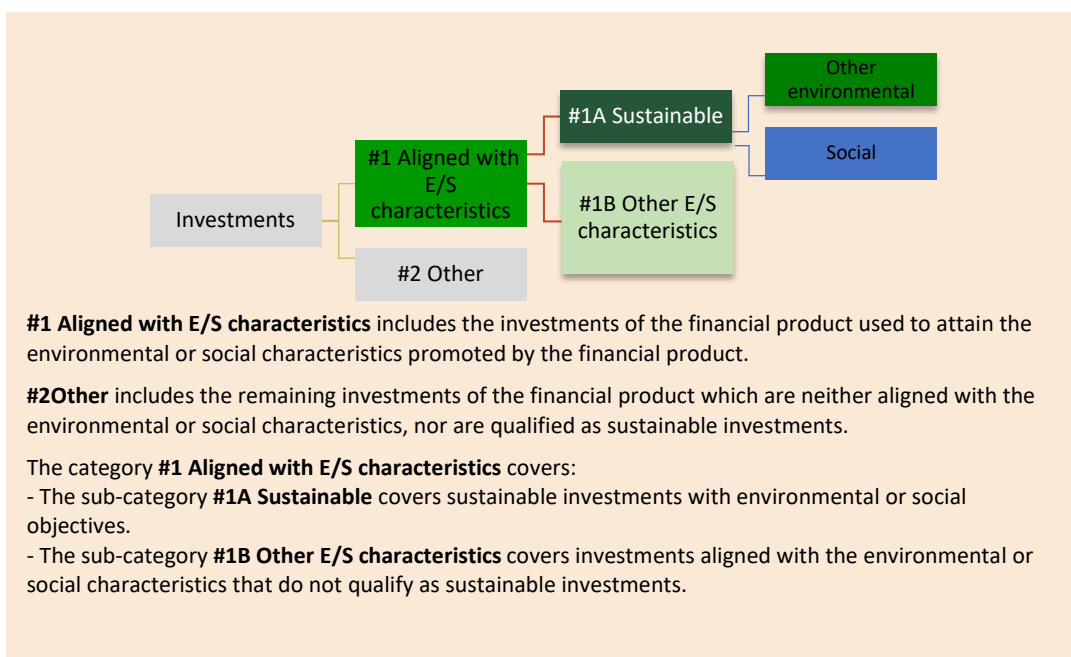 Other
environmental
#1A Sustainable
Social
#1 Aligned with
E/S
characteristics
#1B Other E/S
characteristics
Investments
#2 Other
#1 Aligned with E/S characteristics includes the investments of the financial product used to attain the
environmental or social characteristics promoted by the financial product.
#2Other includes the remaining investments of the financial product which are neither aligned with the
environmental or social characteristics, nor are qualified as sustainable investments.
The category #1 Aligned with E/S characteristics covers:
- The sub-category #1A Sustainable covers sustainable investments with environmental or social
objectives.
- The sub-category #1B Other E/S characteristics covers investments aligned with the environmental or
social characteristics that do not qualify as sustainable investments.